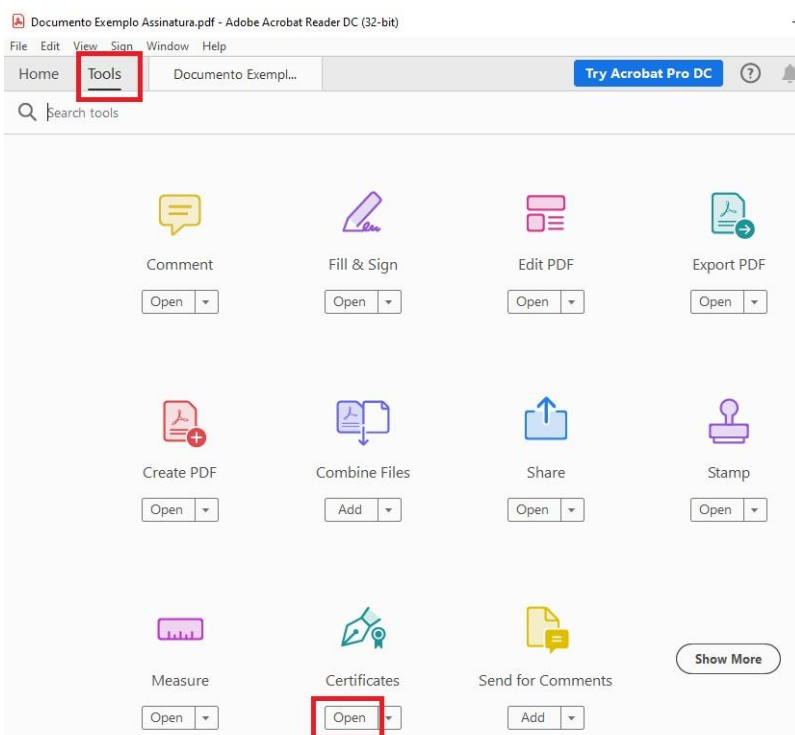 Documento Exemplo Assinatura.pdf - Adobe Acrobat Reader DC (32-bit)
File Edit View Sign Window Help
Home Tools Documento Exempl... Try Acrobat Pro DC ?
Search tools
Comment Fill & Sign Edit PDF Export PDF
Open Open Open Open
Create PDF Combine Files Share Stamp
Open Add Open Open
Measure Certificates Send for Comments Show More
Open Open Add